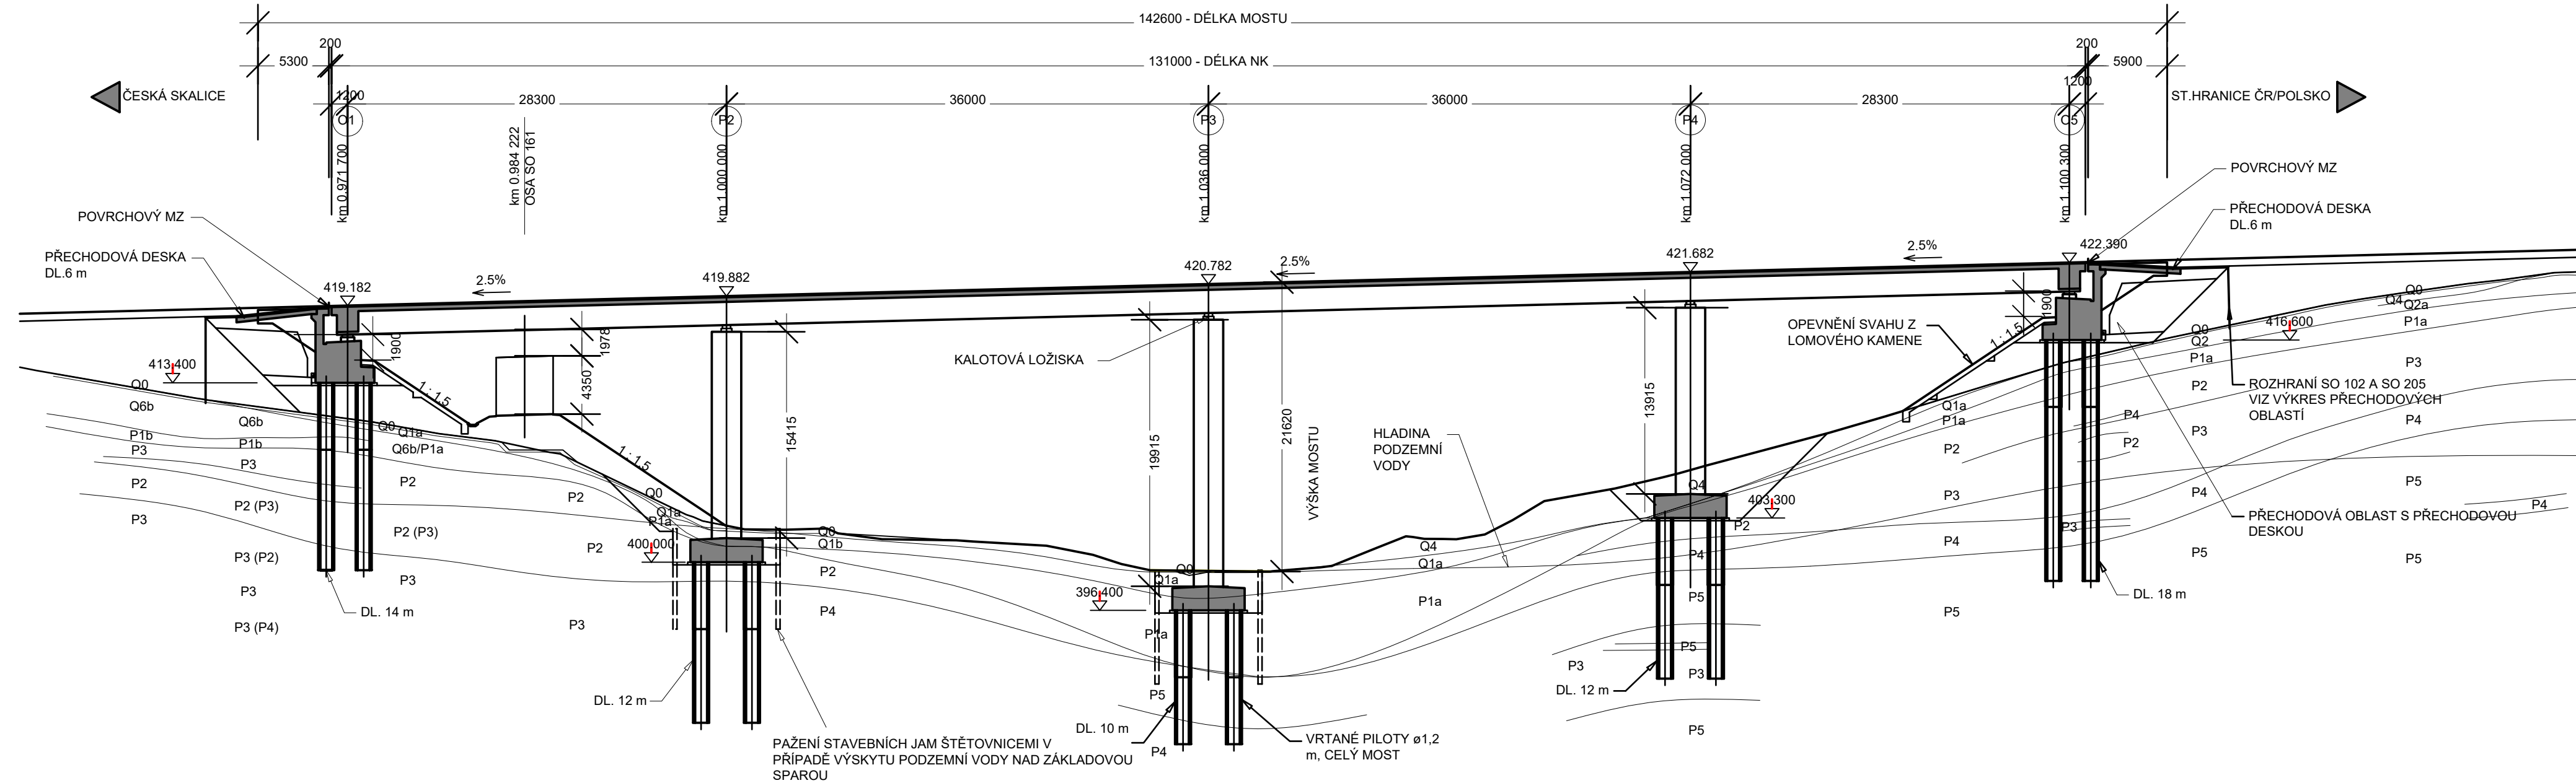 142600 - DÉLKA MOSTU
200
200
5300
131000 - DÉLKA NK
5900
1200
1200
ČESKÁ SKALICE
28300
36000
36000
28300
ST.HRANICE ČR/POLSKO
O1
P2
P3
P4
O5
km 0.971 700
km 0.984 222
OSA SO 161
km 1.000 000
km 1.036 000
km 1.072 000
km 1.100 300
POVRCHOVÝ MZ
POVRCHOVÝ MZ
PŘECHODOVÁ DESKA
DL.6 m
PŘECHODOVÁ DESKA
DL.6 m
419.182
2.5%
419.882
420.782
2.5%
421.682
2.5%
422.390
1900
1978
4350
15415
19915
21620
VÝŠKA MOSTU
13915
1900
KALOTOVÁ LOŽISKA
OPEVNĚNÍ SVAHU Z
LOMOVÉHO KAMENE
1 : 1.5
1 : 1.5
1 : 1.5
413.400
400.000
396.400
403.300
416.600
HLADINA
PODZEMNÍ
VODY
ROZHRANÍ SO 102 A SO 205
VIZ VÝKRES PŘECHODOVÝCH
OBLASTÍ
PŘECHODOVÁ OBLAST S PŘECHODOVOU
DESKOU
Q0
Q6b
P1b
P3
P2
P3
Q6b
P1b
P3
P2 (P3)
P3 (P2)
P3
P3 (P4)
Q0
Q1a
Q6b/P1a
P2
P2 (P3)
P3
P2
P2
P3
Q0
Q1a
P1a
Q0
Q1b
P2
P4
Q0
Q1a
P1a
P5
P4
Q4
Q1a
P1a
P3
Q4
P2
P4
P5
P5
P3
P5
Q1a
P1a
P2
P3
P4
P5
P3
P4
P2
Q0
Q2
P1a
P2
P3
P4
P5
Q0
Q4
Q2a
P1a
P3
P4
P5
P5
P4
DL. 14 m
DL. 12 m
DL. 10 m
DL. 12 m
DL. 18 m
PAŽENÍ STAVEBNÍCH JAM ŠTĚTOVNICEMI V
PŘÍPADĚ VÝSKYTU PODZEMNÍ VODY NAD ZÁKLADOVOU
SPAROU
VRTANÉ PILOTY ø1,2
m, CELÝ MOST